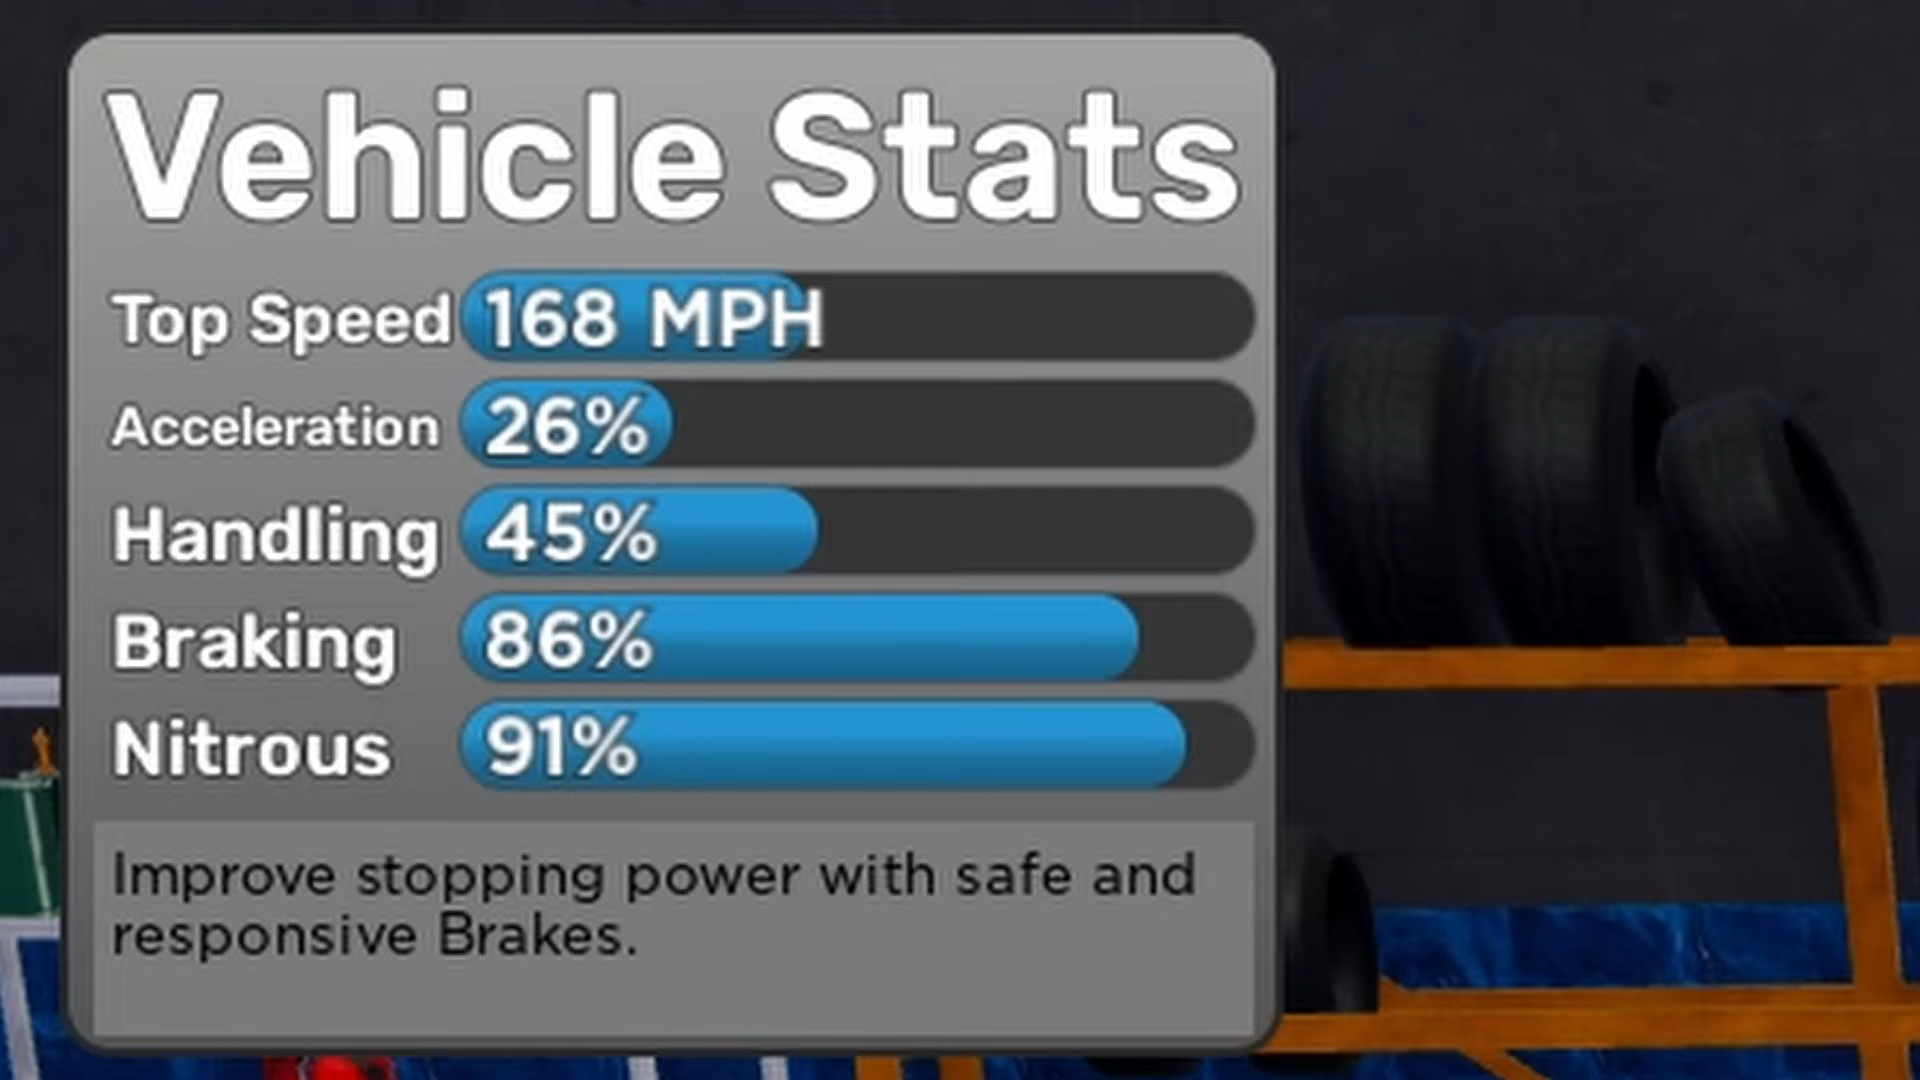 Vehicle Stats
Top Speed 168 MPH
Acceleration 26%
Handling 45%
Braking 86%
Nitrous 91%
Improve stopping power with safe and
responsive Brakes.